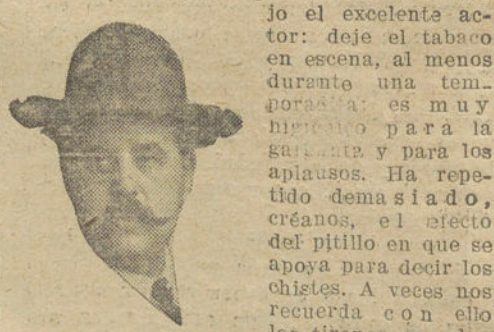 jo el excelente ac-
tor: deje el tabaco
en escena, al menos
durante una tem-
es muy
para la
y para los
aplausos. Ha repe-
tido demasiado,
créanos, el efecto
del pitillo en que se
apoya para decir los
chistes. A veces nos
recuerda con ello